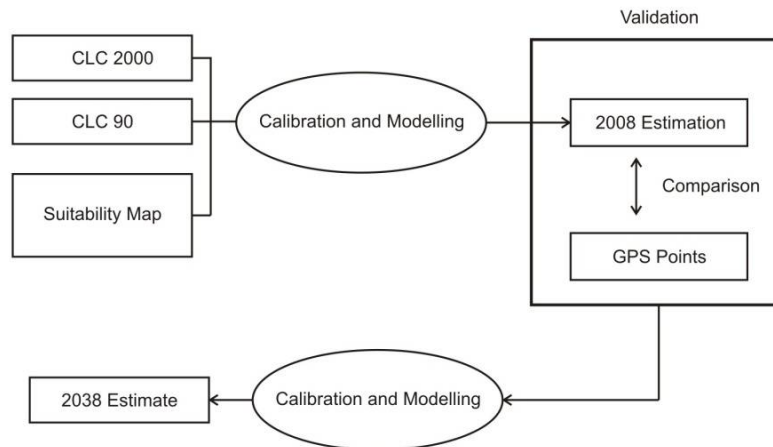 Validation
CLC 2000
CLC 90
Suitability Map
Calibration and Modelling
2008 Estimation
Comparison
GPS Points
2038 Estimate
Calibration and Modelling